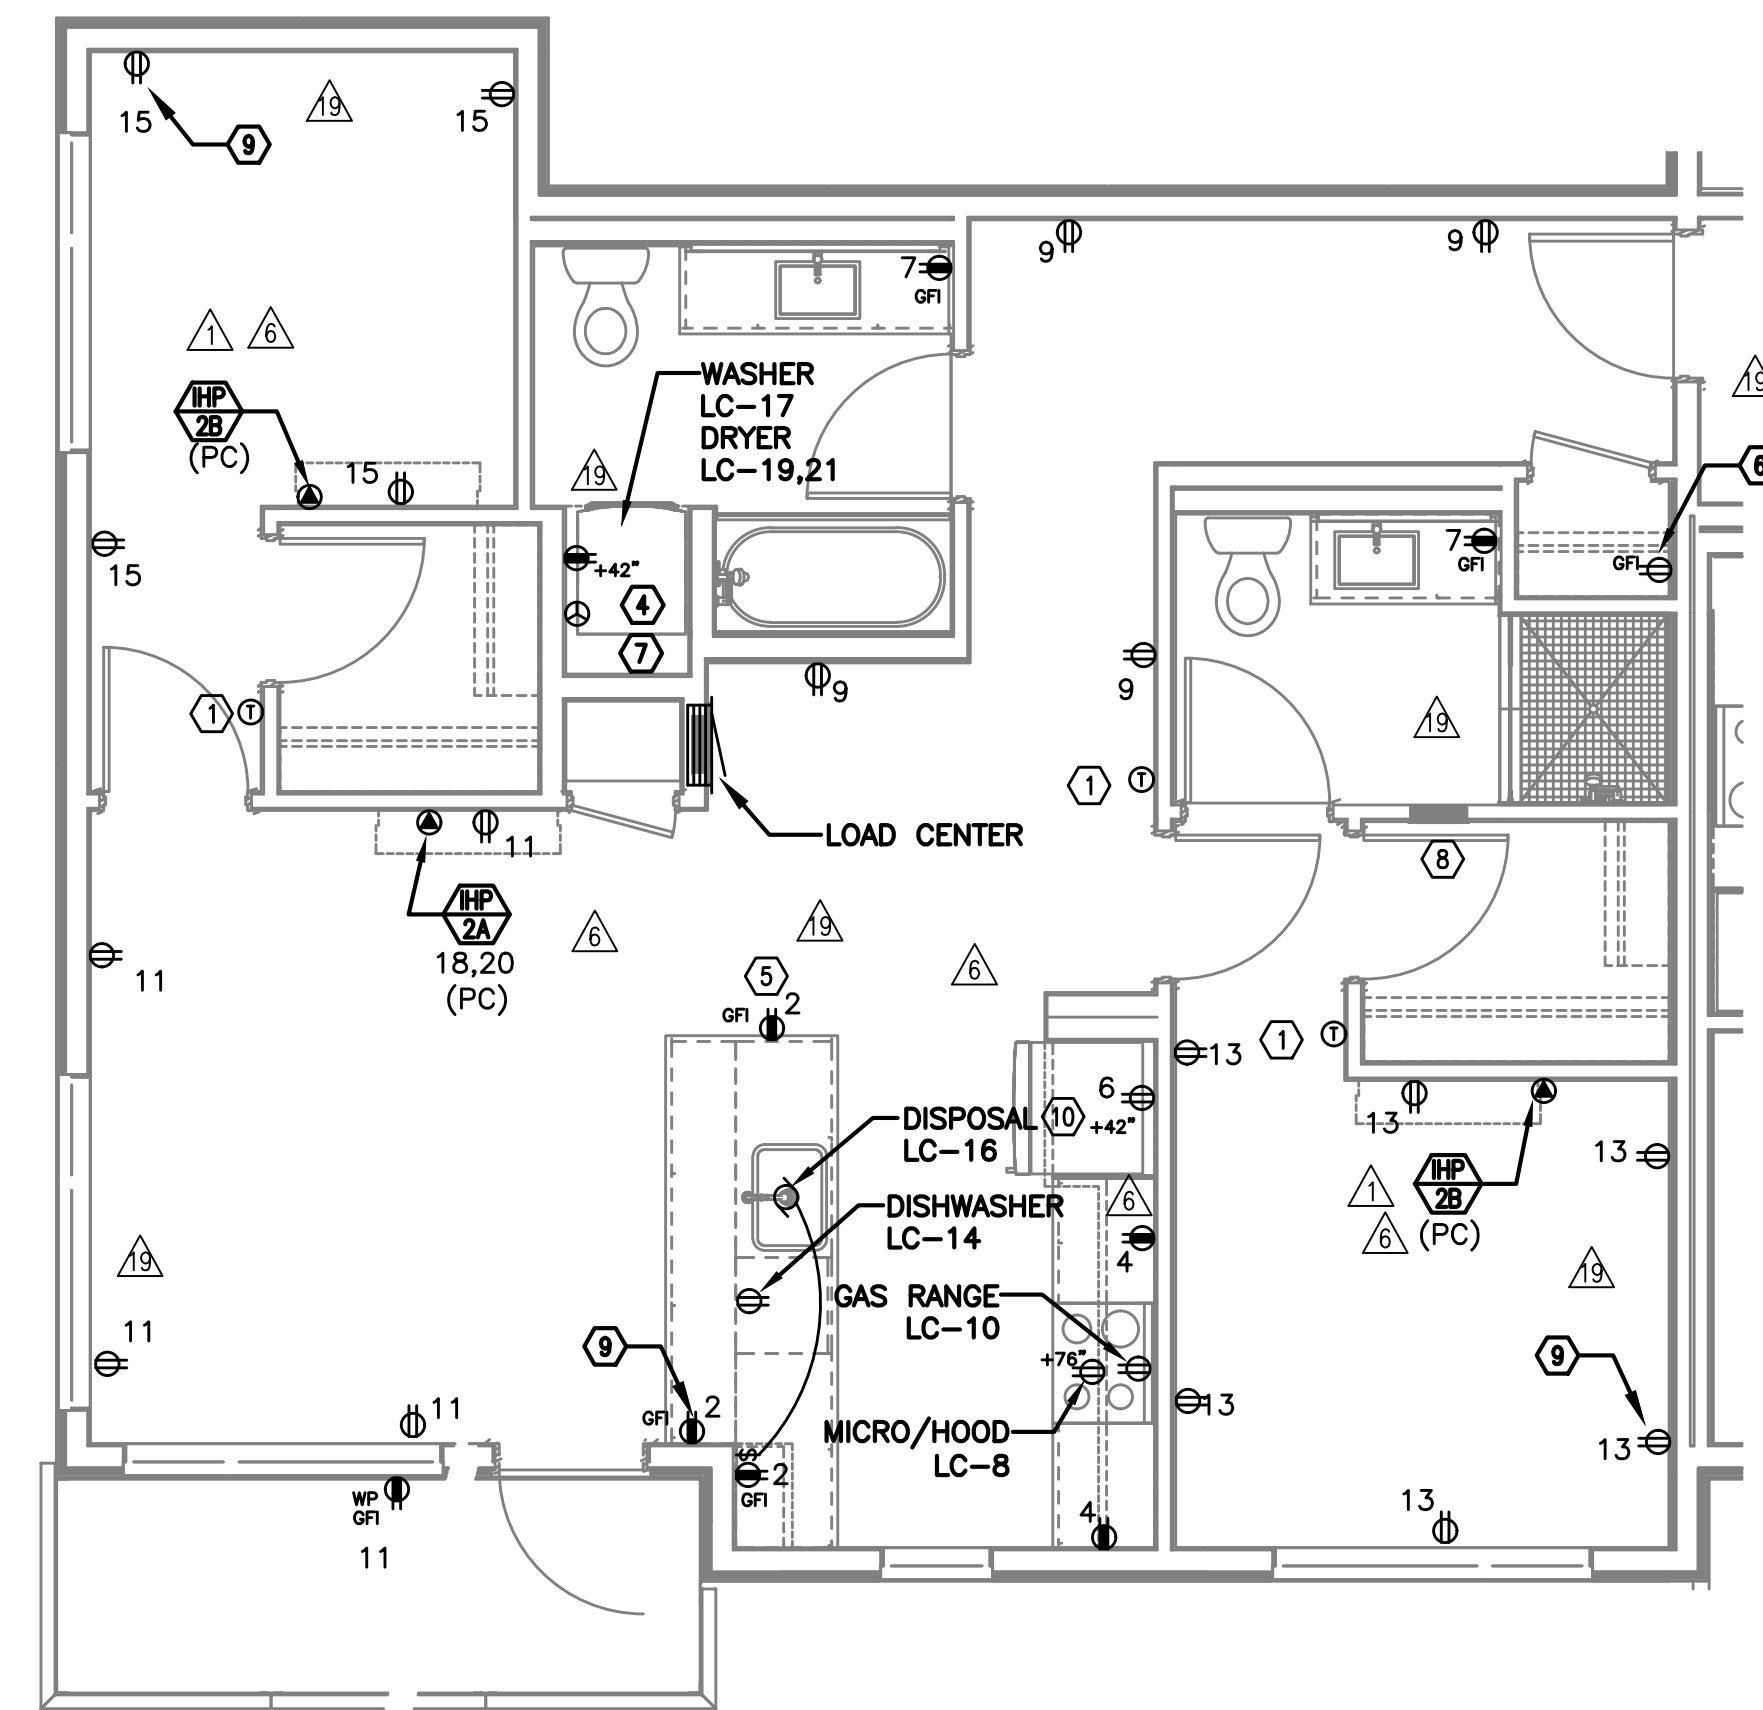 19
15
15
9
9
9
7
GFI
1
6
19
WASHER
LC-17
DRYER
LC-19,21
IHP
2B
(PC)
15
19
6
15
+42"
4
7
7
GFI
GFI
1
T
9
9
19
1
T
LOAD CENTER
11
8
IHP
2A
18,20
(PC)
6
19
6
11
5
GFI
2
13
1
T
6
10
+42"
DISPOSAL
LC-16
13
13
6
DISHWASHER
LC-14
4
1
IHP
2B
(PC)
6
19
19
GAS RANGE
LC-10
11
9
+76"
9
11
GFI
2
MICRO/HOOD
LC-8
13
13
S
2
GFI
WP
GFI
11
4
13